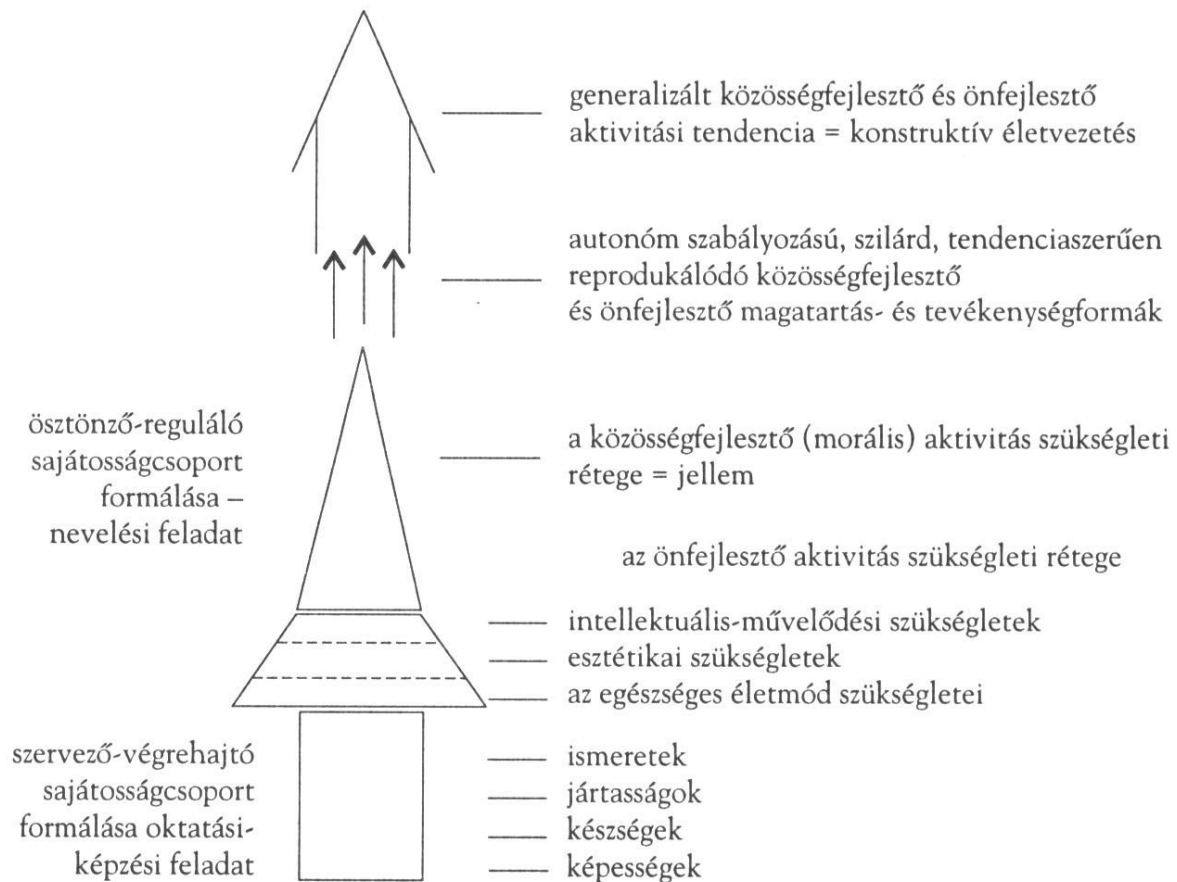 generalizált közösségfejlesztő és önfejlesztő
aktivitási tendencia = konstruktív életvezetés
autonóm szabályozású, szilárd, tendenciaszerűen
reprodukálódó közösségfejlesztő
és önfejlesztő magatartás- és tevékenységformák
ösztönző-reguláló
sajátosságcsoport
formálása –
nevelési feladat
a közösségfejlesztő (morális) aktivitás szükségleti
rétege = jellem
az önfejlesztő aktivitás szükségleti rétege
intellektuális-művelődési szükségletek
esztétikai szükségletek
az egészséges életmód szükségletei
szervező-végrehajtó
sajátosságcsoport
formálása oktatási-
képzési feladat
ismeretek
jártasságok
készségek
képességek